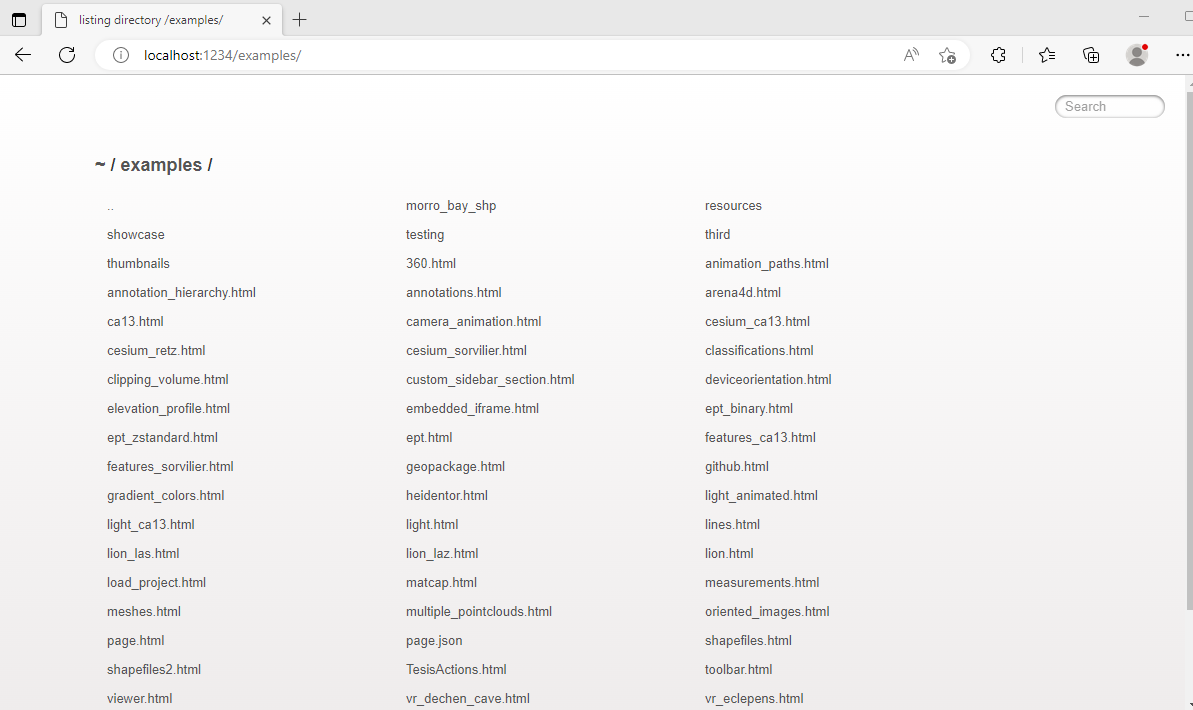 listing directory /examples/
localhost:1234/examples/
Search
~ / examples /
.. morro_bay_shp resources
showcase testing third
thumbnails 360.html animation_paths.html
annotation_hierarchy.html annotations.html arena4d.html
ca13.html camera_animation.html cesium_ca13.html
cesium_retz.html cesium_sorvilier.html classifications.html
clipping_volume.html custom_sidebar_section.html deviceorientation.html
elevation_profile.html embedded_iframe.html ept_binary.html
ept_zstandard.html ept.html features_ca13.html
features_sorvilier.html geopackage.html github.html
gradient_colors.html heidentor.html light_animated.html
light_ca13.html light.html lines.html
lion_las.html lion_laz.html lion.html
load_project.html matcap.html measurements.html
meshes.html multiple_pointclouds.html oriented_images.html
page.html page.json shapefiles.html
shapefiles2.html TesisActions.html toolbar.html
viewer.html vr_dechen_cave.html vr_eclepens.html